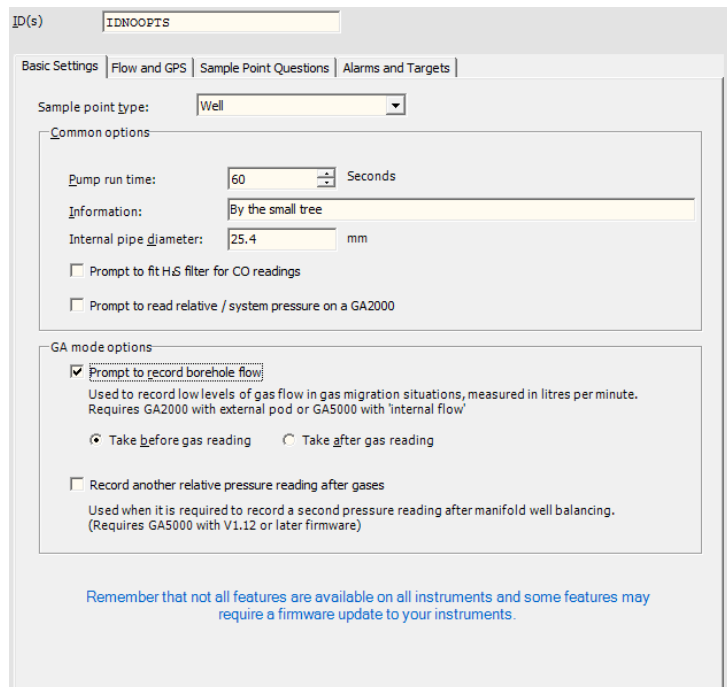 ID(s) IDNOOPTS
Basic Settings Flow and GPS Sample Point Questions Alarms and Targets
Sample point type: Well
Common options
Pump run time: 60 Seconds
Information: By the small tree
Internal pipe diameter: 25.4 mm
Prompt to fit H₂S filter for CO readings
Prompt to read relative / system pressure on a GA2000
GA mode options
Prompt to record borehole flow
Used to record low levels of gas flow in gas migration situations, measured in litres per minute.
Requires GA2000 with external pod or GA5000 with 'internal flow'
Take before gas reading Take after gas reading
Record another relative pressure reading after gases
Used when it is required to record a second pressure reading after manifold well balancing.
(Requires GA5000 with V1.12 or later firmware)
Remember that not all features are available on all instruments and some features may
require a firmware update to your instruments.